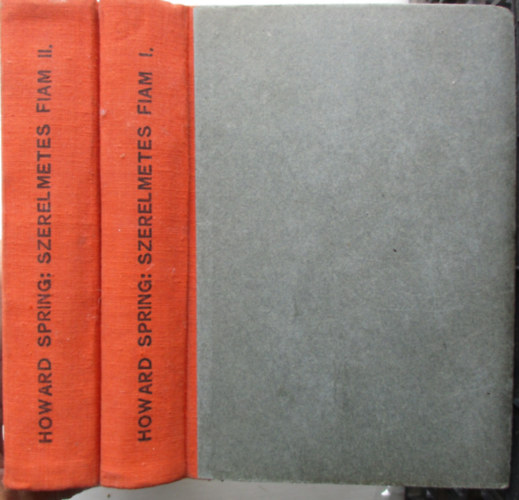 HOWARD SPRING: SZERELMETES FIAM II.
HOWARD SPRING: SZERELMETES FIAM I.